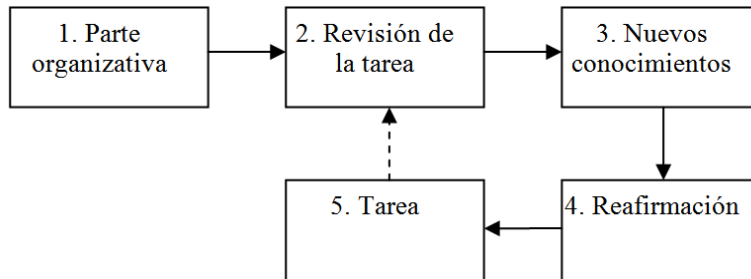 1. Parte
organizativa
2. Revisión de
la tarea
3. Nuevos
conocimientos
5. Tarea
4. Reafirmación